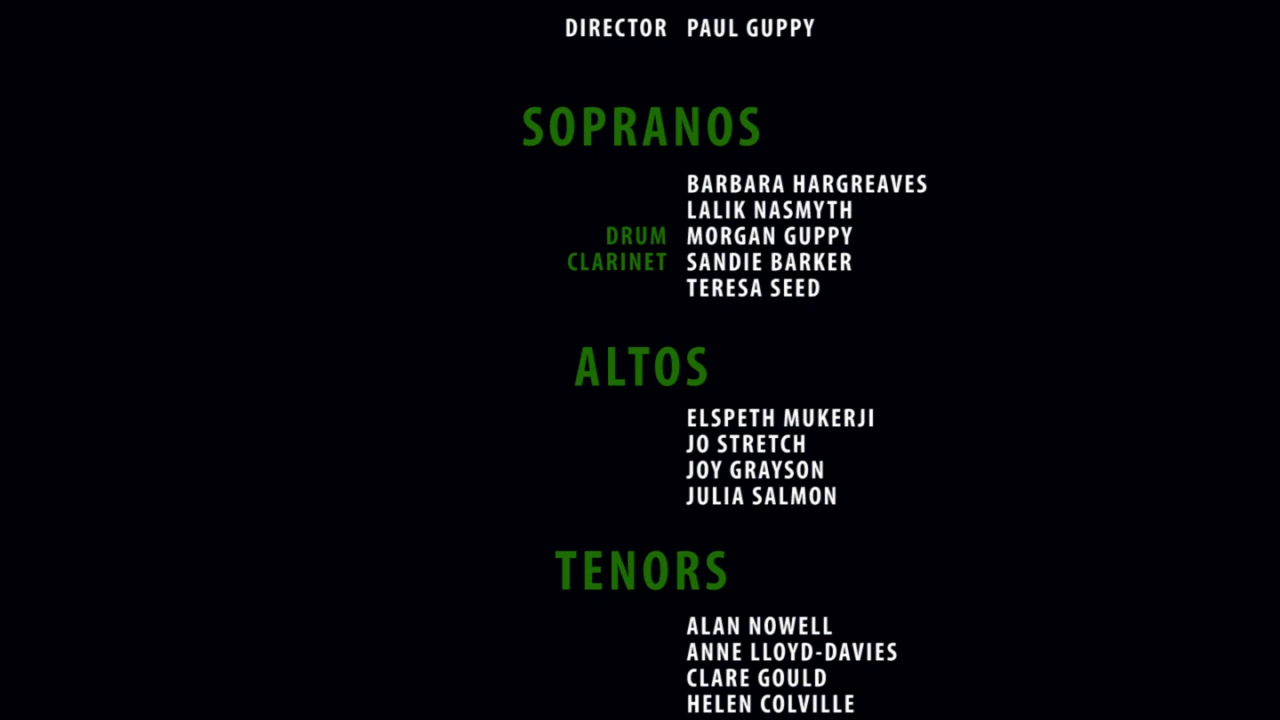 DIRECTOR PAUL GUPPY
SOPRANOS
BARBARA HARGREAVES
LALIK NASMYTH
DRUM MORGAN GUPPY
CLARINET SANDIE BARKER
TERESA SEED
ALTOS
ELSPETH MUKERJI
JO STRETCH
JOY GRAYSON
JULIA SALMON
TENORS
ALAN NOWELL
ANNE LLOYD-DAVIES
CLARE GOULD
HELEN COLVILLE